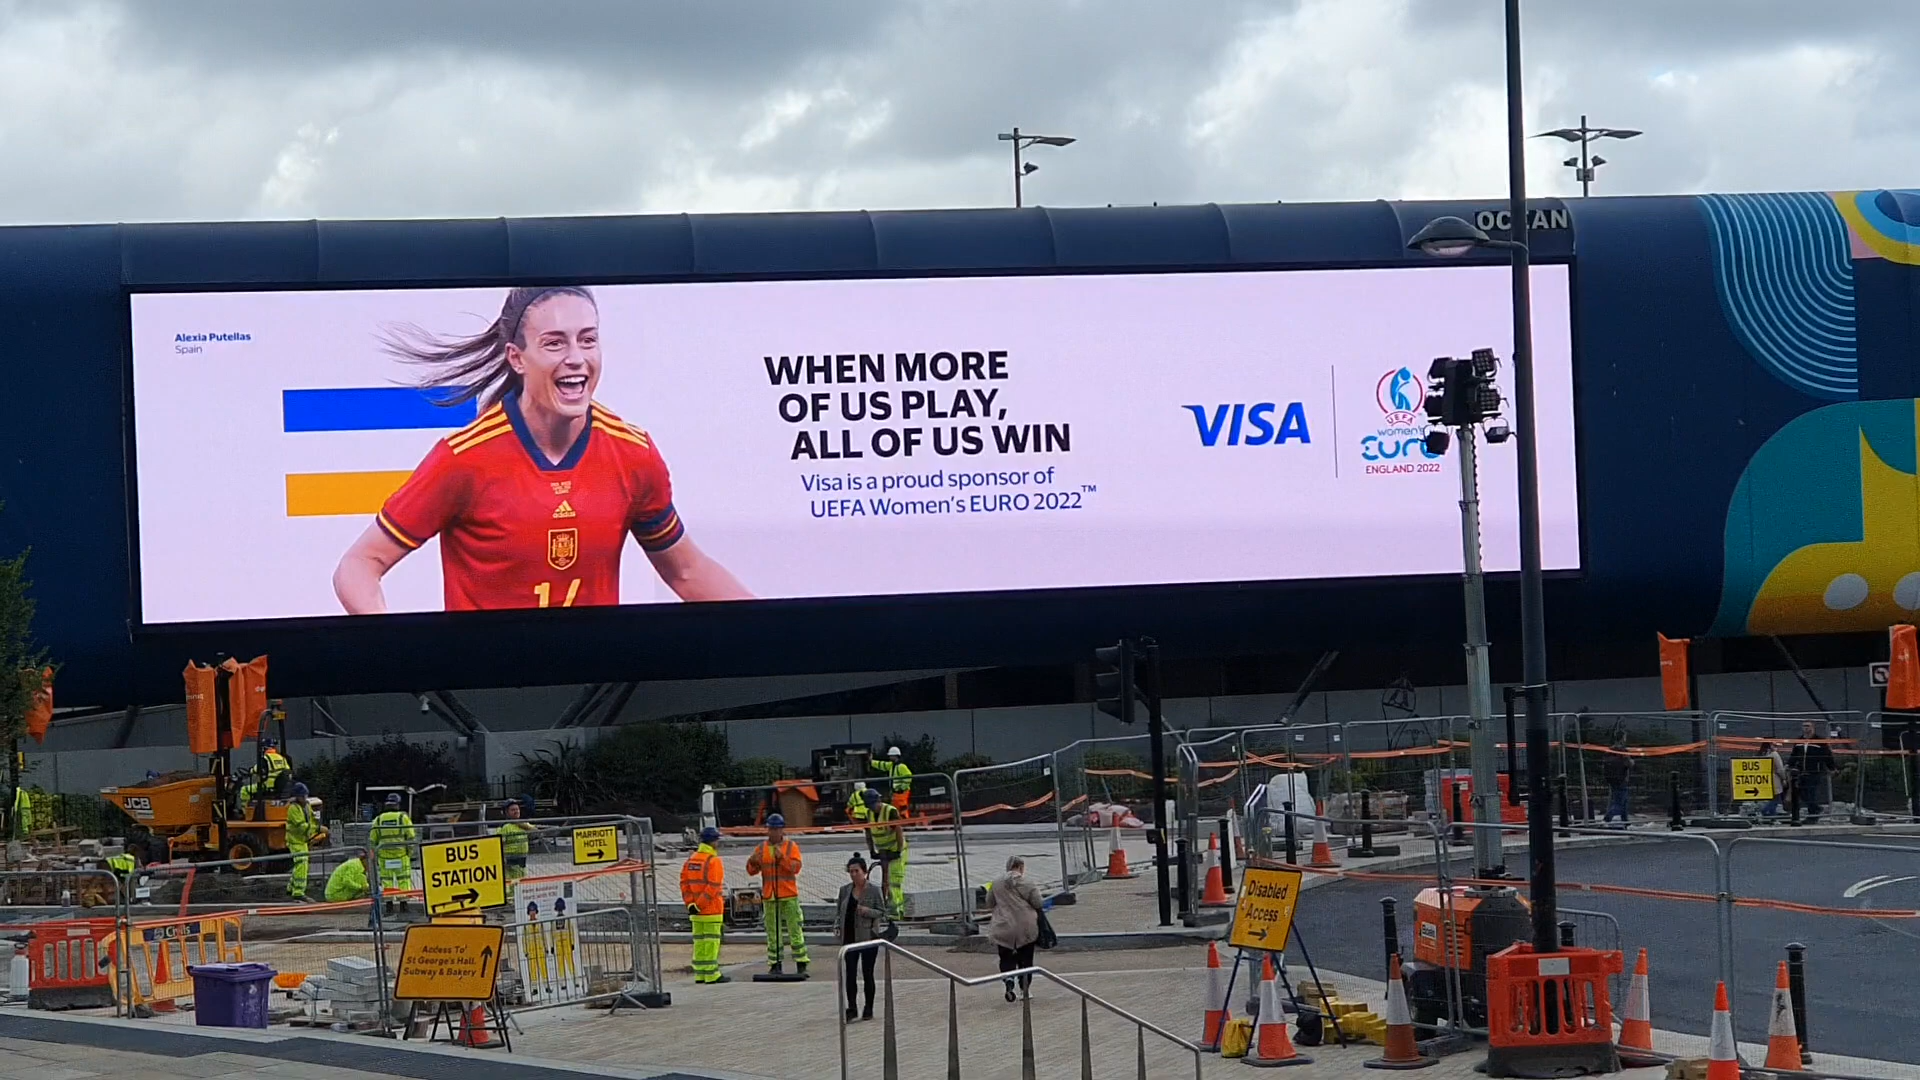 OCEAN
Alexia Putellas
Spain
WHEN MORE
OF US PLAY,
ALL OF US WIN
Visa is a proud sponsor of
UEFA Women's EURO 2022™
VISA
UEFA
women's
EURO
ENGLAND 2022
adidas
14
JCB
MARRIOTT
HOTEL
BUS
STATION
Access To
St George's Hall,
Subway & Bakery
Disabled
Access
BUS
STATION